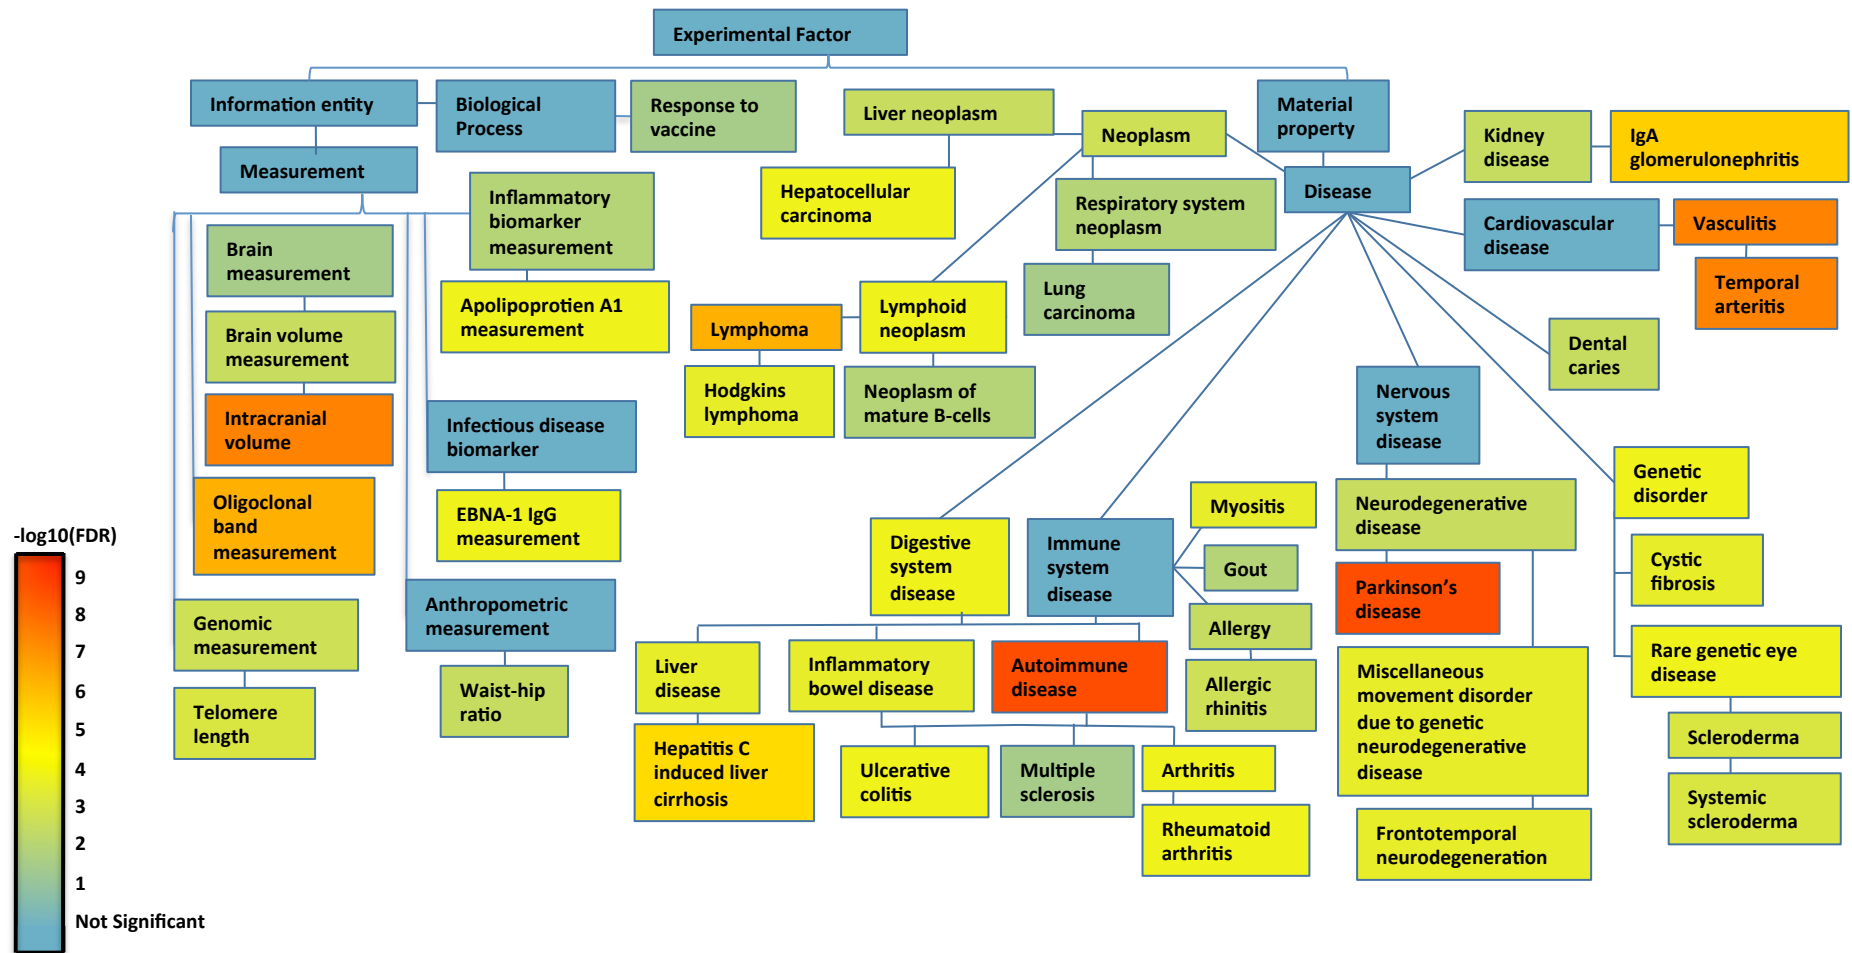 Experimental Factor
Information entity
Biological
Process
Response to
vaccine
Liver neoplasm
Neoplasm
Material
property
Kidney
disease
IgA
glomerulonephritis
Measurement
Hepatocellular
carcinoma
Respiratory system
neoplasm
Disease
Cardiovascular
disease
Vasculitis
Temporal
arteritis
Inflammatory
biomarker
measurement
Brain
measurement
Apolipoprotien A1
measurement
Brain volume
measurement
Intracranial
volume
Oligoclonal
band
measurement
Infectious disease
biomarker
EBNA-1 IgG
measurement
Genomic
measurement
Telomere
length
Anthropometric
measurement
Waist-hip
ratio
Lung
carcinoma
Lymphoid
neoplasm
Lymphoma
Hodgkins
lymphoma
Neoplasm of
mature B-cells
Dental
caries
Nervous
system
disease
Genetic
disorder
Neurodegenerative
disease
Myositis
Gout
Allergy
Allergic
rhinitis
Digestive
system
disease
Immune
system
disease
Parkinson’s
disease
Cystic
fibrosis
Rare genetic eye
disease
Scleroderma
Systemic
scleroderma
Liver
disease
Inflammatory
bowel disease
Autoimmune
disease
Miscellaneous
movement disorder
due to genetic
neurodegenerative
disease
Hepatitis C
induced liver
cirrhosis
Ulcerative
colitis
Multiple
sclerosis
Arthritis
Rheumatoid
arthritis
Frontotemporal
neurodegeneration
-log10(FDR)
9
8
7
6
5
4
3
2
1
Not Significant